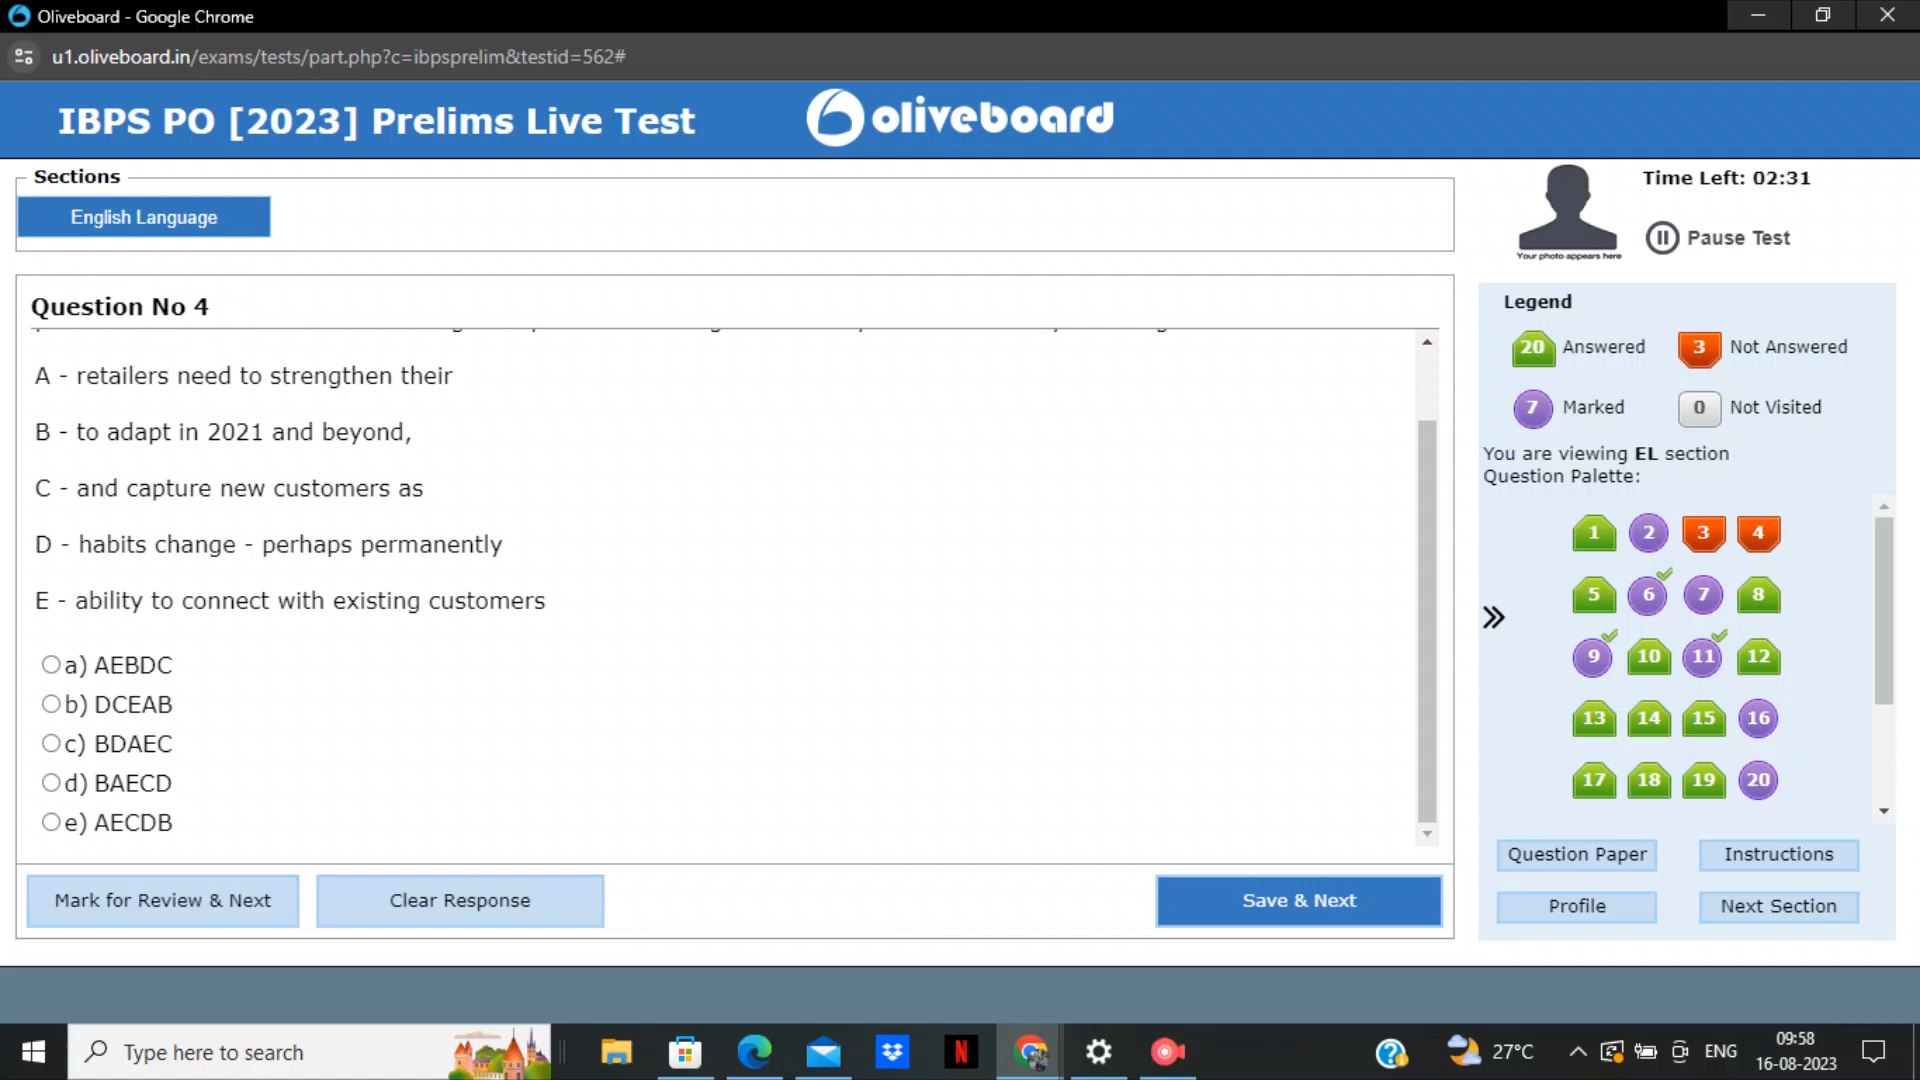 Oliveboard - Google Chrome
u1.oliveboard.in/exams/tests/part.php?c=ibpsprelim&testid=562#
IBPS PO [2023] Prelims Live Test
oliveboard
Sections
English Language
Your photo appears here
Time Left: 02:31
Pause Test
Question No 4
A - retailers need to strengthen their
B - to adapt in 2021 and beyond,
C - and capture new customers as
D - habits change - perhaps permanently
E - ability to connect with existing customers
a) AEBDC
b) DCEAB
c) BDAEC
d) BAECD
e) AECDB
Mark for Review & Next
Clear Response
Save & Next
Legend
20 Answered
3 Not Answered
7 Marked
0 Not Visited
You are viewing EL section
Question Palette:
1 2 3 4
5 6 7 8
9 10 11 12
13 14 15 16
17 18 19 20
Question Paper
Instructions
Profile
Next Section
Type here to search
N
27°C
ENG
09:58
16-08-2023